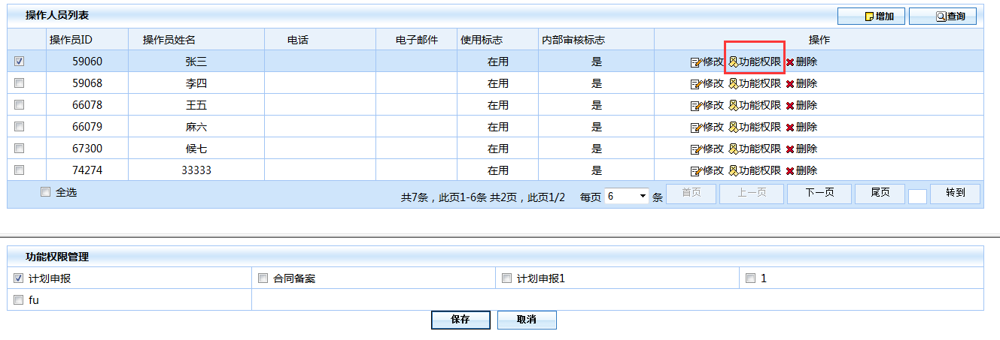 操作人员列表 增加 查询
操作员ID 操作员姓名 电话 电子邮件 使用标志 内部审核标志 操作
59060 张三 在用 是 修改 功能权限 删除
59068 李四 在用 是 修改 功能权限 删除
66078 王五 在用 是 修改 功能权限 删除
66079 麻六 在用 是 修改 功能权限 删除
67300 候七 在用 是 修改 功能权限 删除
74274 33333 在用 是 修改 功能权限 删除
全选 共7条，此页1-6条 共2页，此页1/2 每页 6 条 首页 上一页 下一页 尾页 转到
功能权限管理
计划申报 合同备案 计划申报1 1
fu
保存 取消